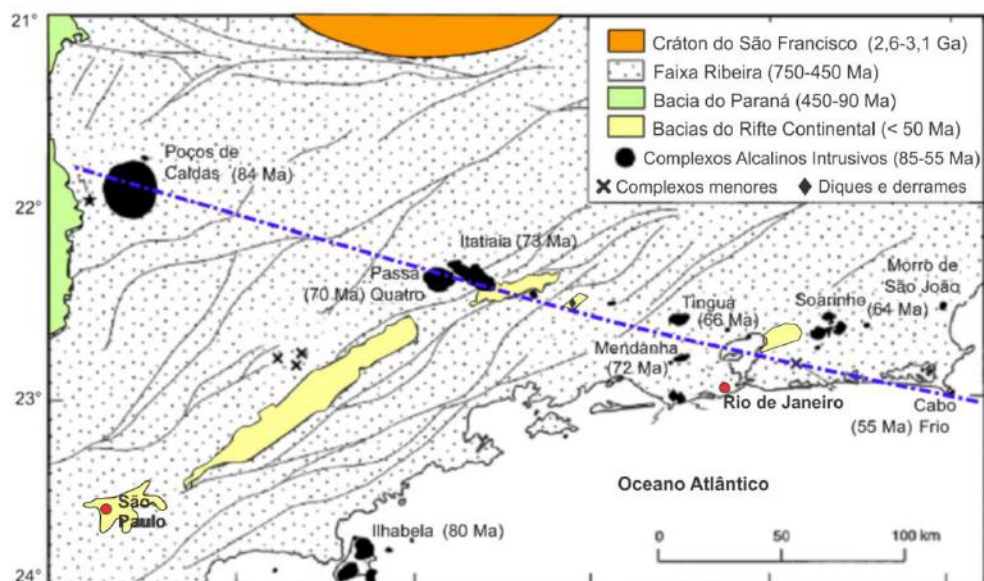 21°
22°
23°
24°
Cráton do São Francisco (2,6-3,1 Ga)
Faixa Ribeira (750-450 Ma)
Bacia do Paraná (450-90 Ma)
Bacias do Rifte Continental (< 50 Ma)
Complexos Alcalinos Intrusivos (85-55 Ma)
Complexos menores
Diques e derrames
Poços de
Caldas (84 Ma)
Itatiaia (73 Ma)
Passa
(70 Ma) Quatro
Morro de
São João
Tinguá
(66 Ma)
Soarinho
(64 Ma)
Mendanha
(72 Ma)
Rio de Janeiro
Cabo
(55 Ma) Frio
São
Paulo
Oceano Atlântico
Ilhabela (80 Ma)
0 50 100 km